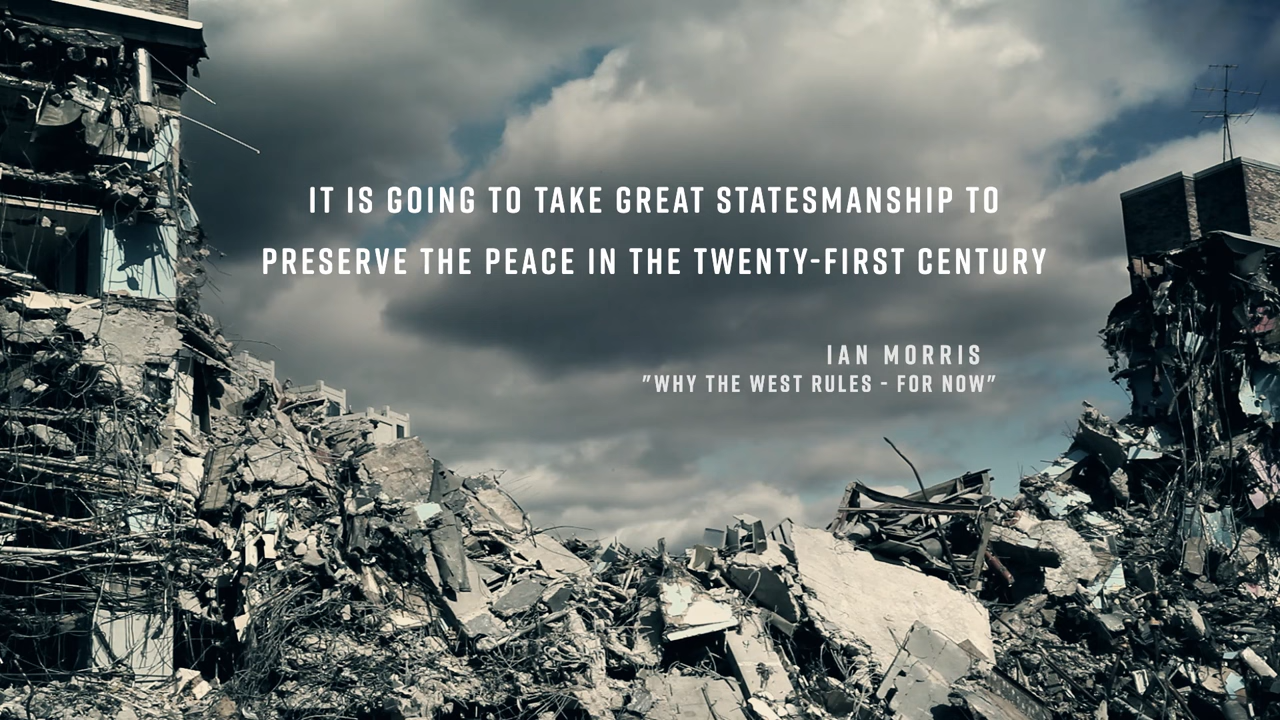 IT IS GOING TO TAKE GREAT STATESMANSHIP TO
PRESERVE THE PEACE IN THE TWENTY-FIRST CENTURY
IAN MORRIS
"WHY THE WEST RULES - FOR NOW"